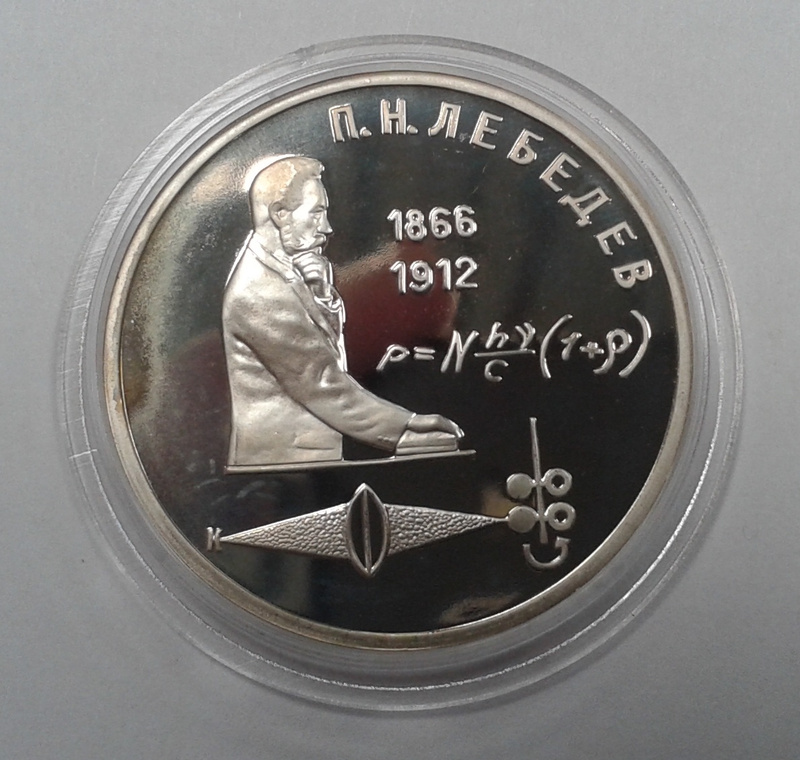 П. Н. ЛЕБЕДЕВ
1866
1912
p=N hν/c (1+ρ)
И